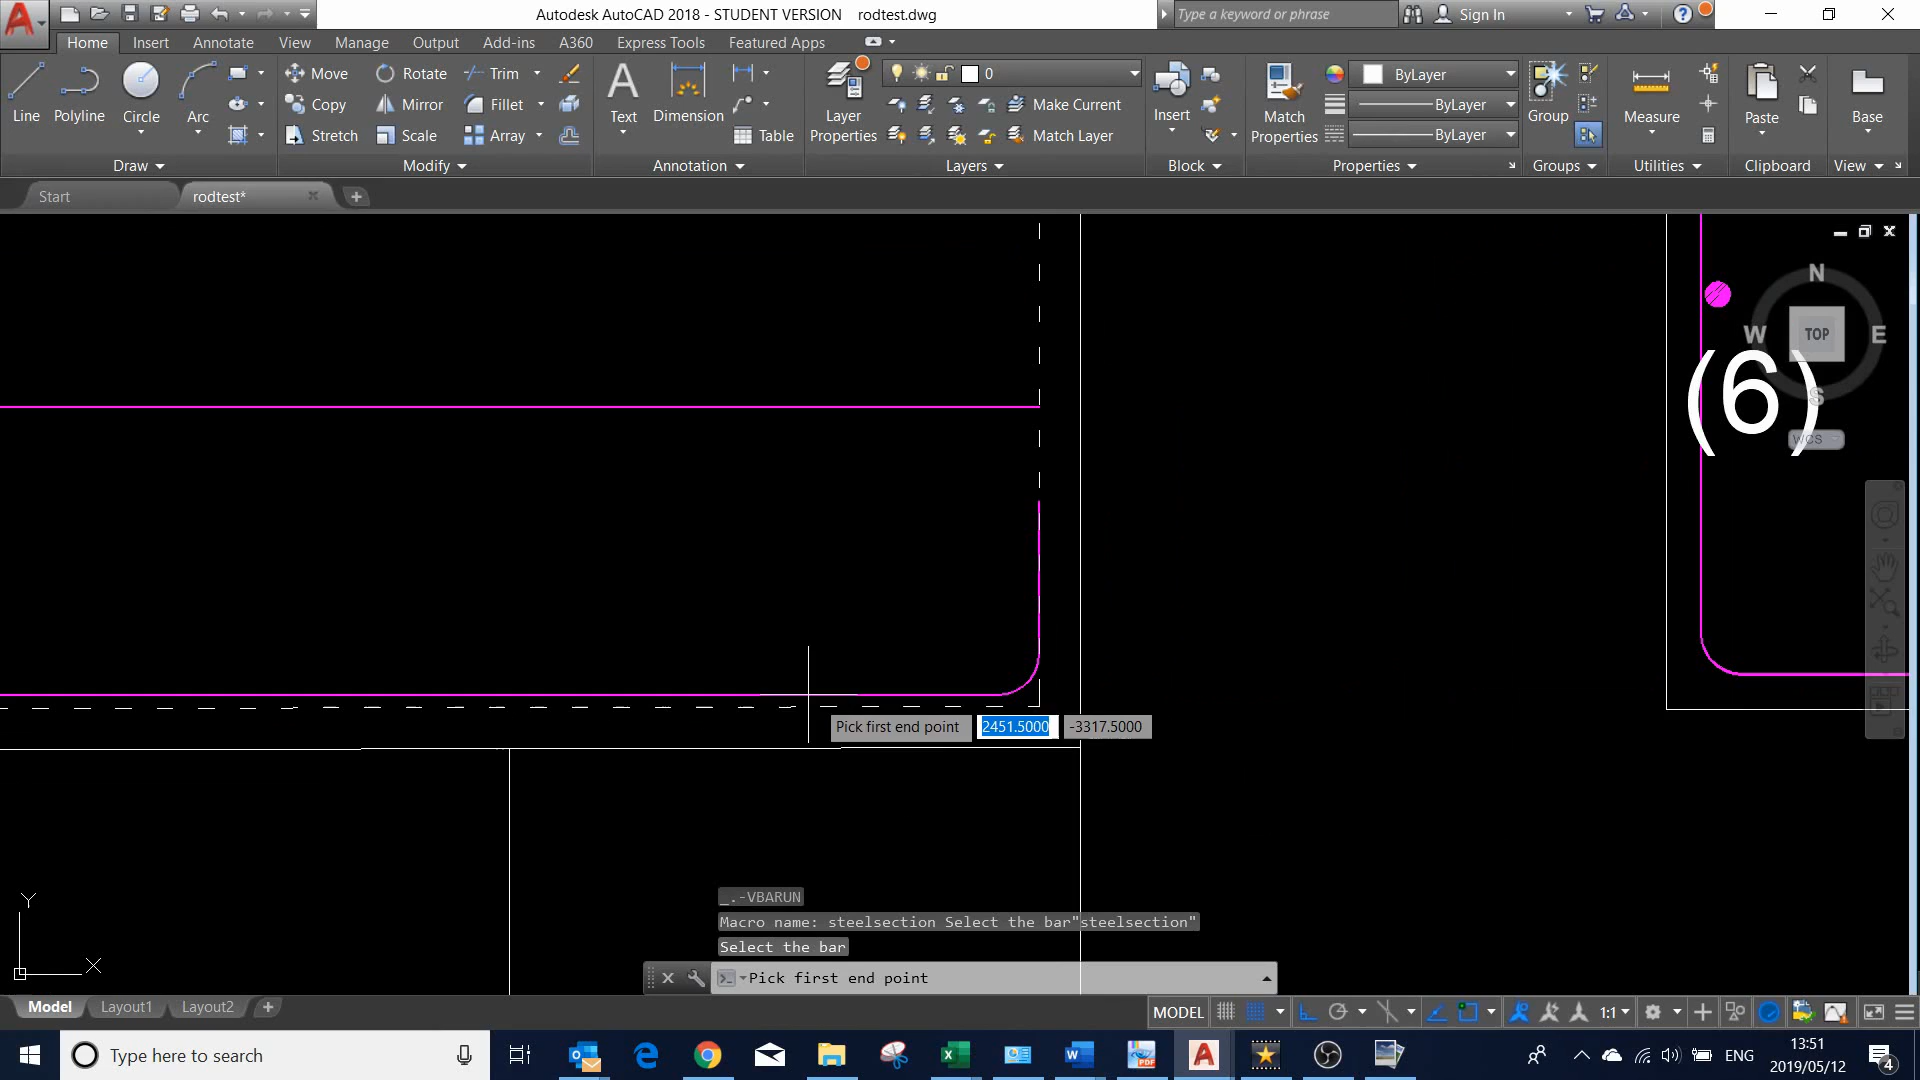 Autodesk AutoCAD 2018 - STUDENT VERSION rodtest.dwg
Type a keyword or phrase
Sign In
Home Insert Annotate View Manage Output Add-ins A360 Express Tools Featured Apps
Line Polyline Circle Arc
Move Rotate Trim
Copy Mirror Fillet
Stretch Scale Array
Text Dimension Table
Layer Properties
0
Make Current
Match Layer
Insert
Match Properties
ByLayer
ByLayer
ByLayer
Group Measure Paste Base
Draw Modify Annotation Layers Block Properties Groups Utilities Clipboard View
Start rodtest*
N
W TOP E
S
WCS
(6)
Pick first end point 2451.5000 -3317.5000
Y
X
_.-VBARUN
Macro name: steelsection Select the bar"steelsection"
Select the bar
Pick first end point
Model Layout1 Layout2
MODEL 1:1
Type here to search
ENG
13:51
2019/05/12
4